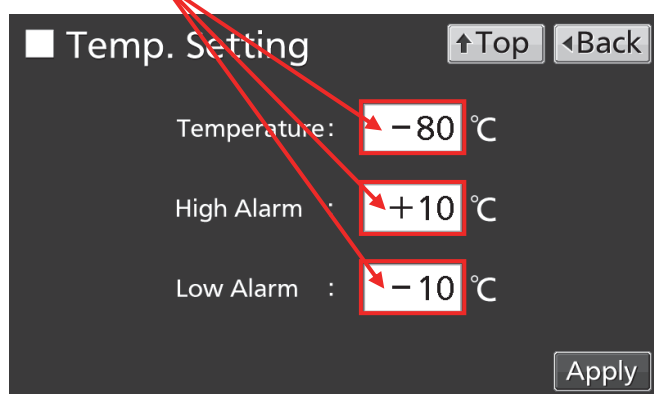 Temp. Setting ↑Top ◂Back
Temperature: −80 ℃
High Alarm : +10 ℃
Low Alarm : −10 ℃
Apply